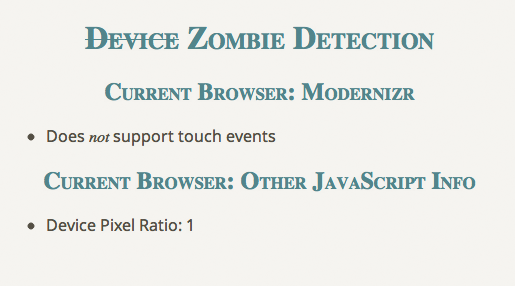 Device Zombie Detection
Current Browser: Modernizr
Does not support touch events
Current Browser: Other JavaScript Info
Device Pixel Ratio: 1